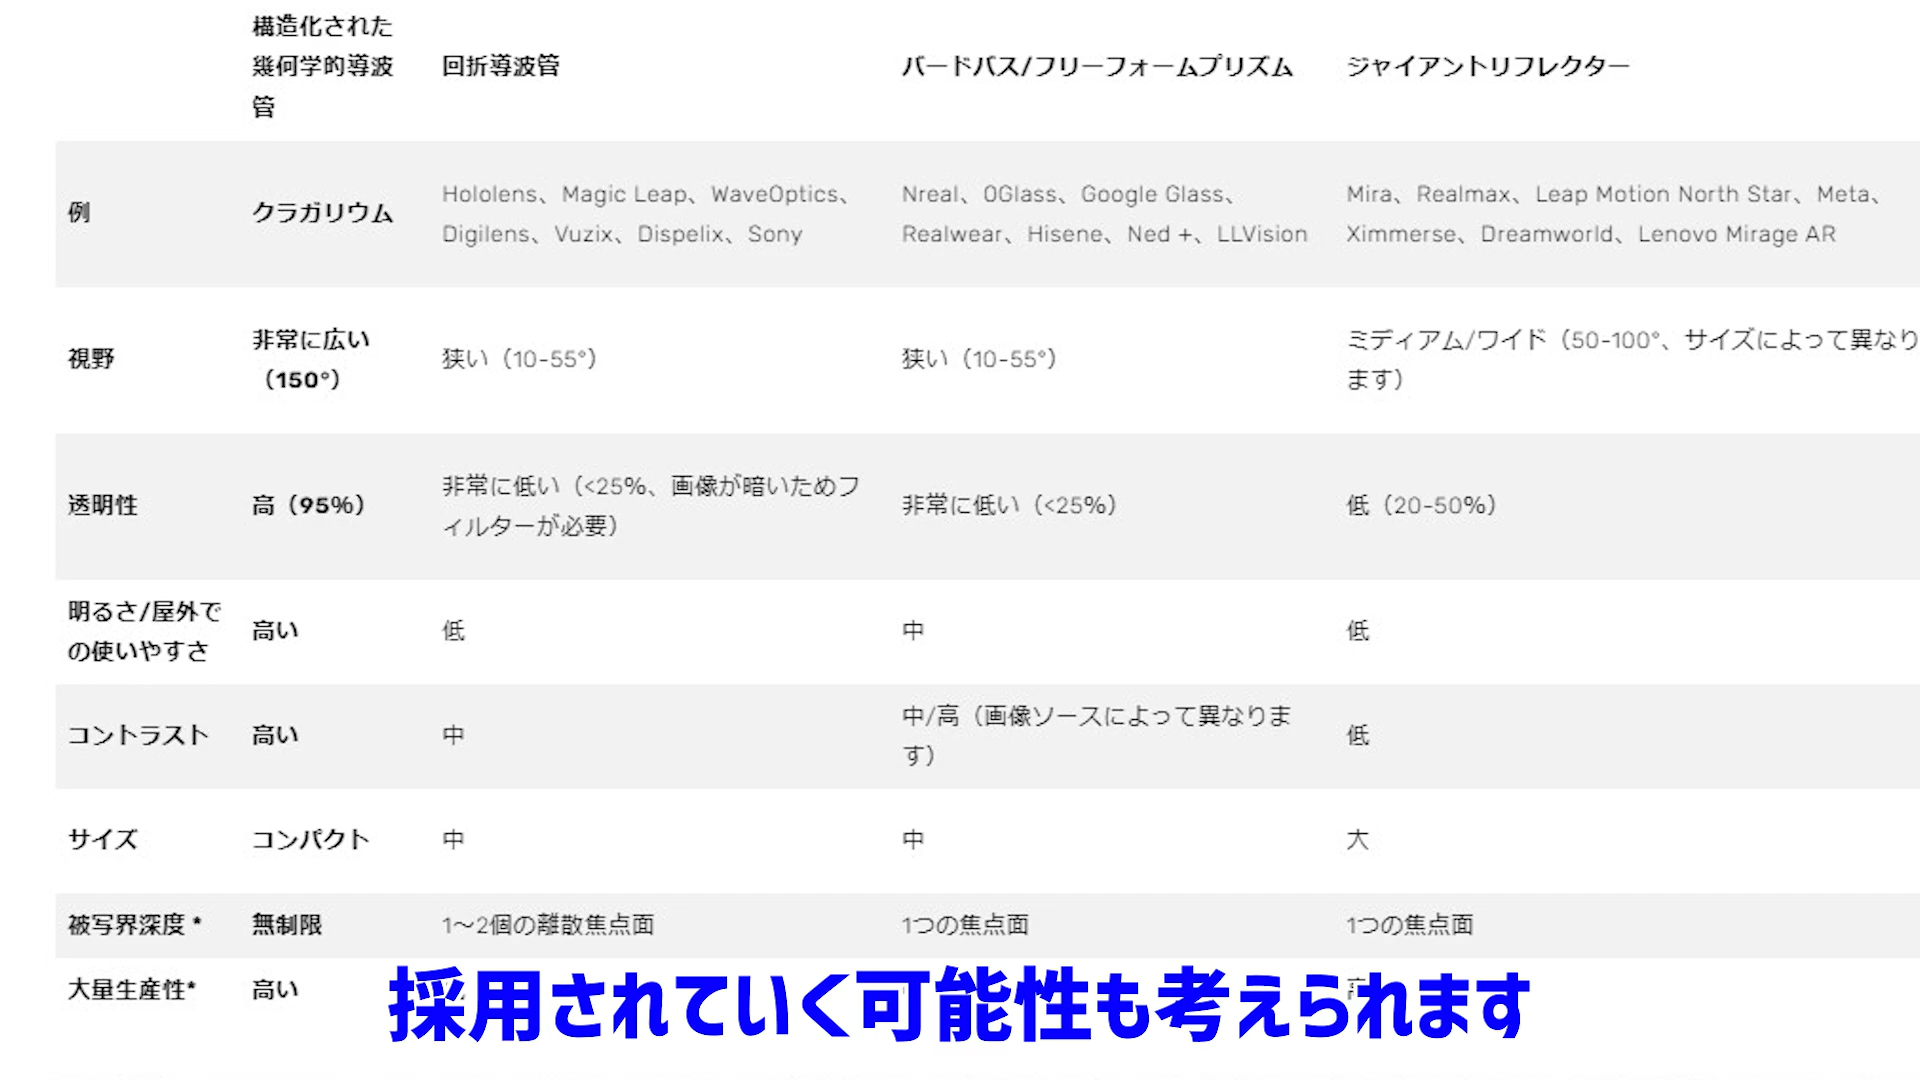 構造化された
幾何学的導波
管
回折導波管
バードバス/フリーフォームプリズム
ジャイアントリフレクター
例
クラガリウム
Hololens、Magic Leap、WaveOptics、
Digilens、Vuzix、Dispelix、Sony
Nreal、0Glass、Google Glass、
Realwear、Hisene、Ned +、LLVision
Mira、Realmax、Leap Motion North Star、Meta、
Ximmerse、Dreamworld、Lenovo Mirage AR
視野
非常に広い
（150°）
狭い（10-55°）
狭い（10-55°）
ミディアム/ワイド（50-100°、サイズによって異なり
ます）
透明性
高（95％）
非常に低い（<25％、画像が暗いためフ
ィルターが必要）
非常に低い（<25％）
低（20-50％）
明るさ/屋外で
の使いやすさ
高い
低
中
低
コントラスト
高い
中
中/高（画像ソースによって異なりま
す）
低
サイズ
コンパクト
中
中
大
被写界深度 *
無制限
1〜2個の離散焦点面
1つの焦点面
1つの焦点面
大量生産性*
高い
採用されていく可能性も考えられます